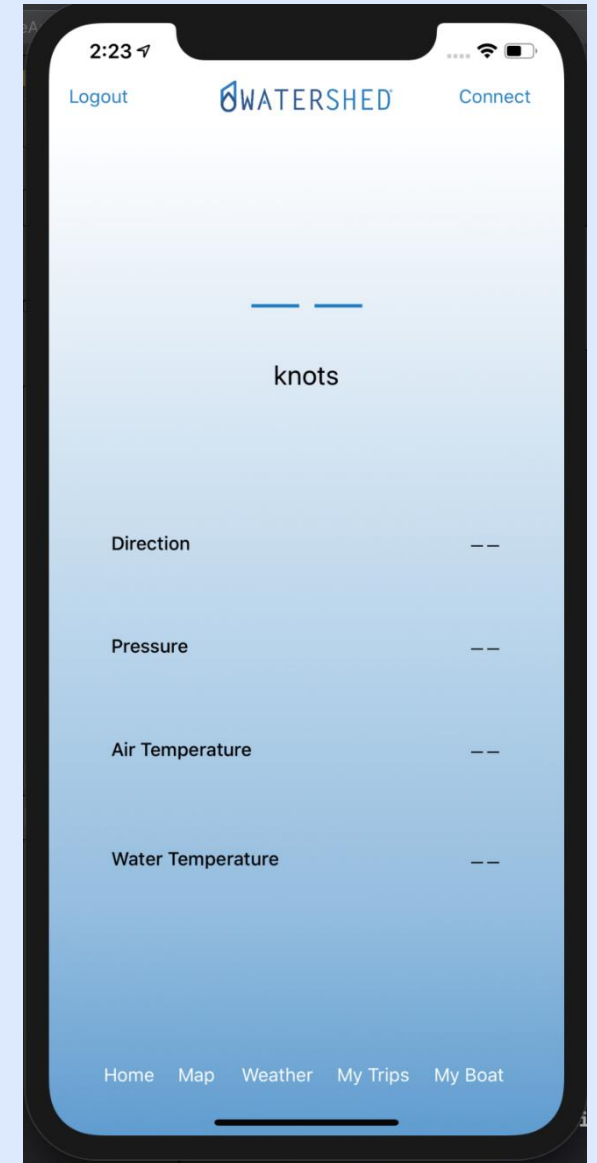 2:23
Logout WATERSHED Connect
— —
knots
Direction – –
Pressure – –
Air Temperature – –
Water Temperature – –
Home Map Weather My Trips My Boat